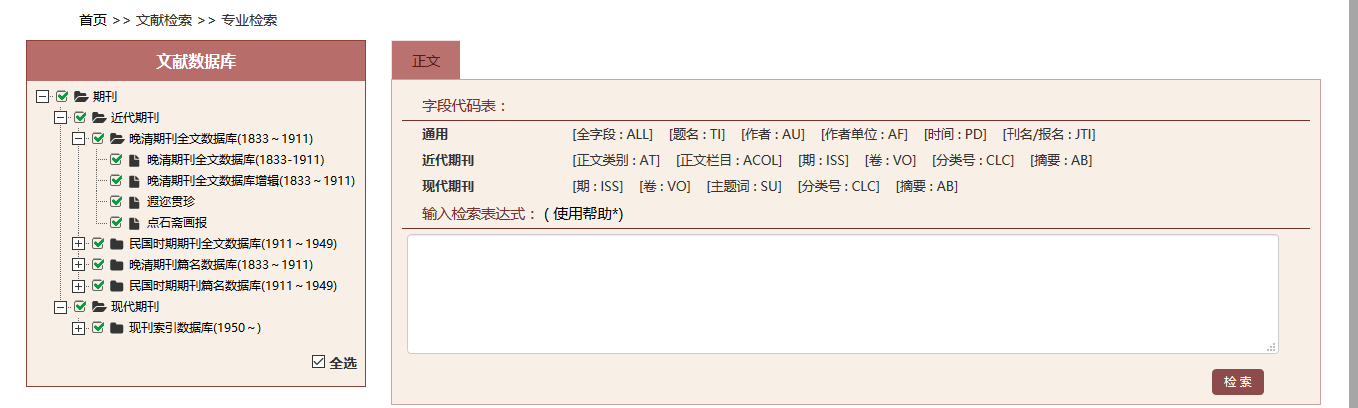 首页 >> 文献检索 >> 专业检索
文献数据库
期刊
近代期刊
晚清期刊全文数据库(1833～1911)
晚清期刊全文数据库(1833-1911)
晚清期刊全文数据库增辑(1833～1911)
遐迩贯珍
点石斋画报
民国时期期刊全文数据库(1911～1949)
晚清期刊篇名数据库(1833～1911)
民国时期期刊篇名数据库(1911～1949)
现代期刊
现刊索引数据库(1950～)
全选
正文
字段代码表：
通用 [全字段 : ALL] [题名 : TI] [作者 : AU] [作者单位 : AF] [时间 : PD] [刊名/报名 : JTI]
近代期刊 [正文类别 : AT] [正文栏目 : ACOL] [期 : ISS] [卷 : VO] [分类号 : CLC] [摘要 : AB]
现代期刊 [期 : ISS] [卷 : VO] [主题词 : SU] [分类号 : CLC] [摘要 : AB]
输入检索表达式： ( 使用帮助*)
检 索